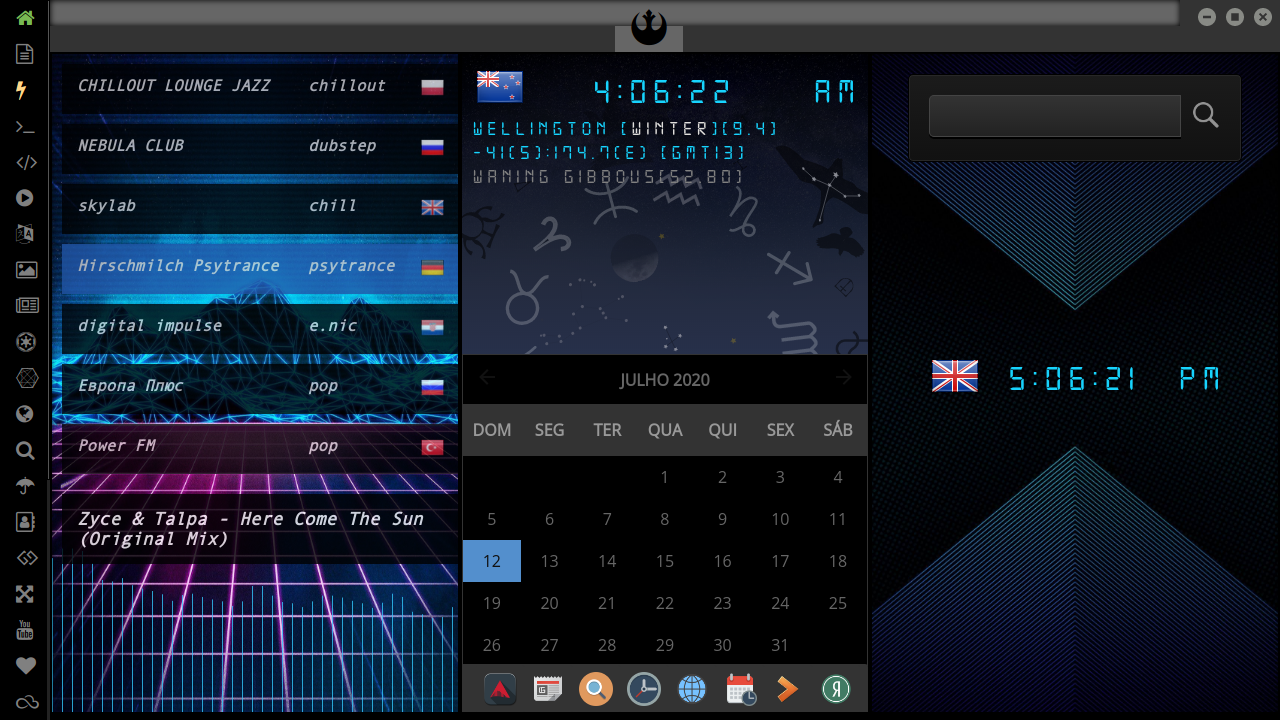 CHILLOUT LOUNGE JAZZ chillout
NEBULA CLUB dubstep
skylab chill
Hirschmilch Psytrance psytrance
digital impulse e.nic
Европа Плюс pop
Power FM pop
Zyce & Talpa - Here Come The Sun
(Original Mix)
4:06:22 AM
WELLINGTON [WINTER][9.4]
-41(S):174.7(E) [GMT13]
WANING GIBBOUS[52.80]
JULHO 2020
DOM SEG TER QUA QUI SEX SÁB
1 2 3 4
5 6 7 8 9 10 11
12 13 14 15 16 17 18
19 20 21 22 23 24 25
26 27 28 29 30 31
5:06:21 PM
You
Tube
Я